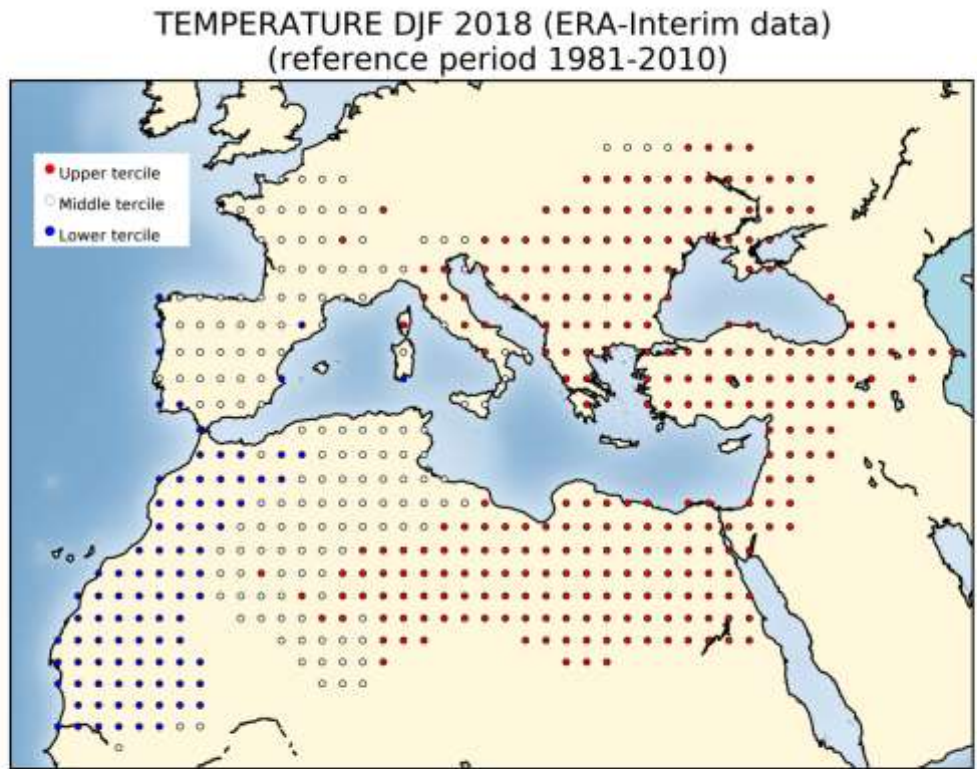 TEMPERATURE DJF 2018 (ERA-Interim data)
(reference period 1981-2010)
Upper tercile
Middle tercile
Lower tercile